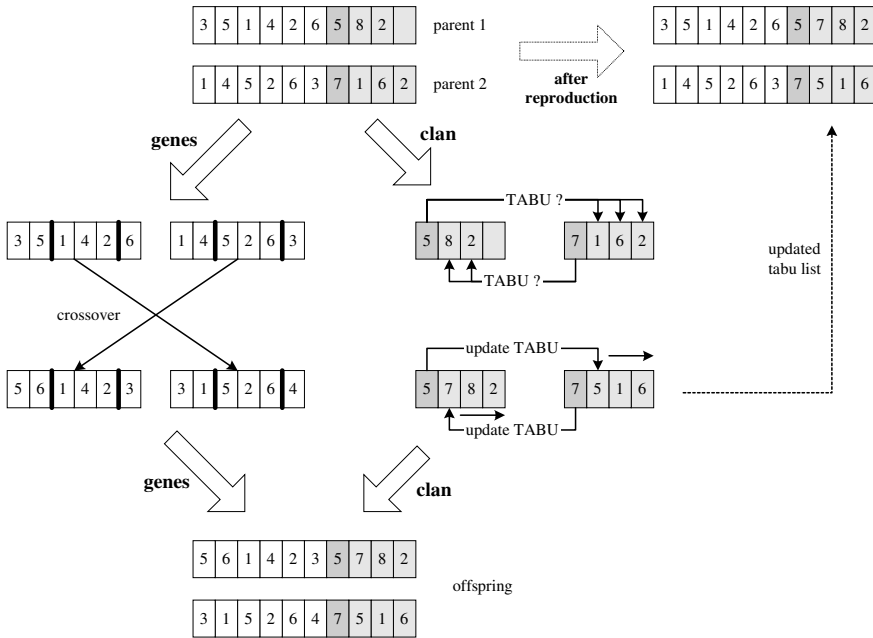 3 5 1 4 2 6 5 8 2 parent 1
3 5 1 4 2 6 5 7 8 2
1 4 5 2 6 3 7 1 6 2 parent 2
1 4 5 2 6 3 7 5 1 6
after
reproduction
genes
clan
TABU ?
3 5 1 4 2 6
1 4 5 2 6 3
5 8 2
7 1 6 2
TABU ?
updated
tabu list
crossover
update TABU
5 6 1 4 2 3
3 1 5 2 6 4
5 7 8 2
7 5 1 6
update TABU
genes
clan
5 6 1 4 2 3 5 7 8 2
offspring
3 1 5 2 6 4 7 5 1 6